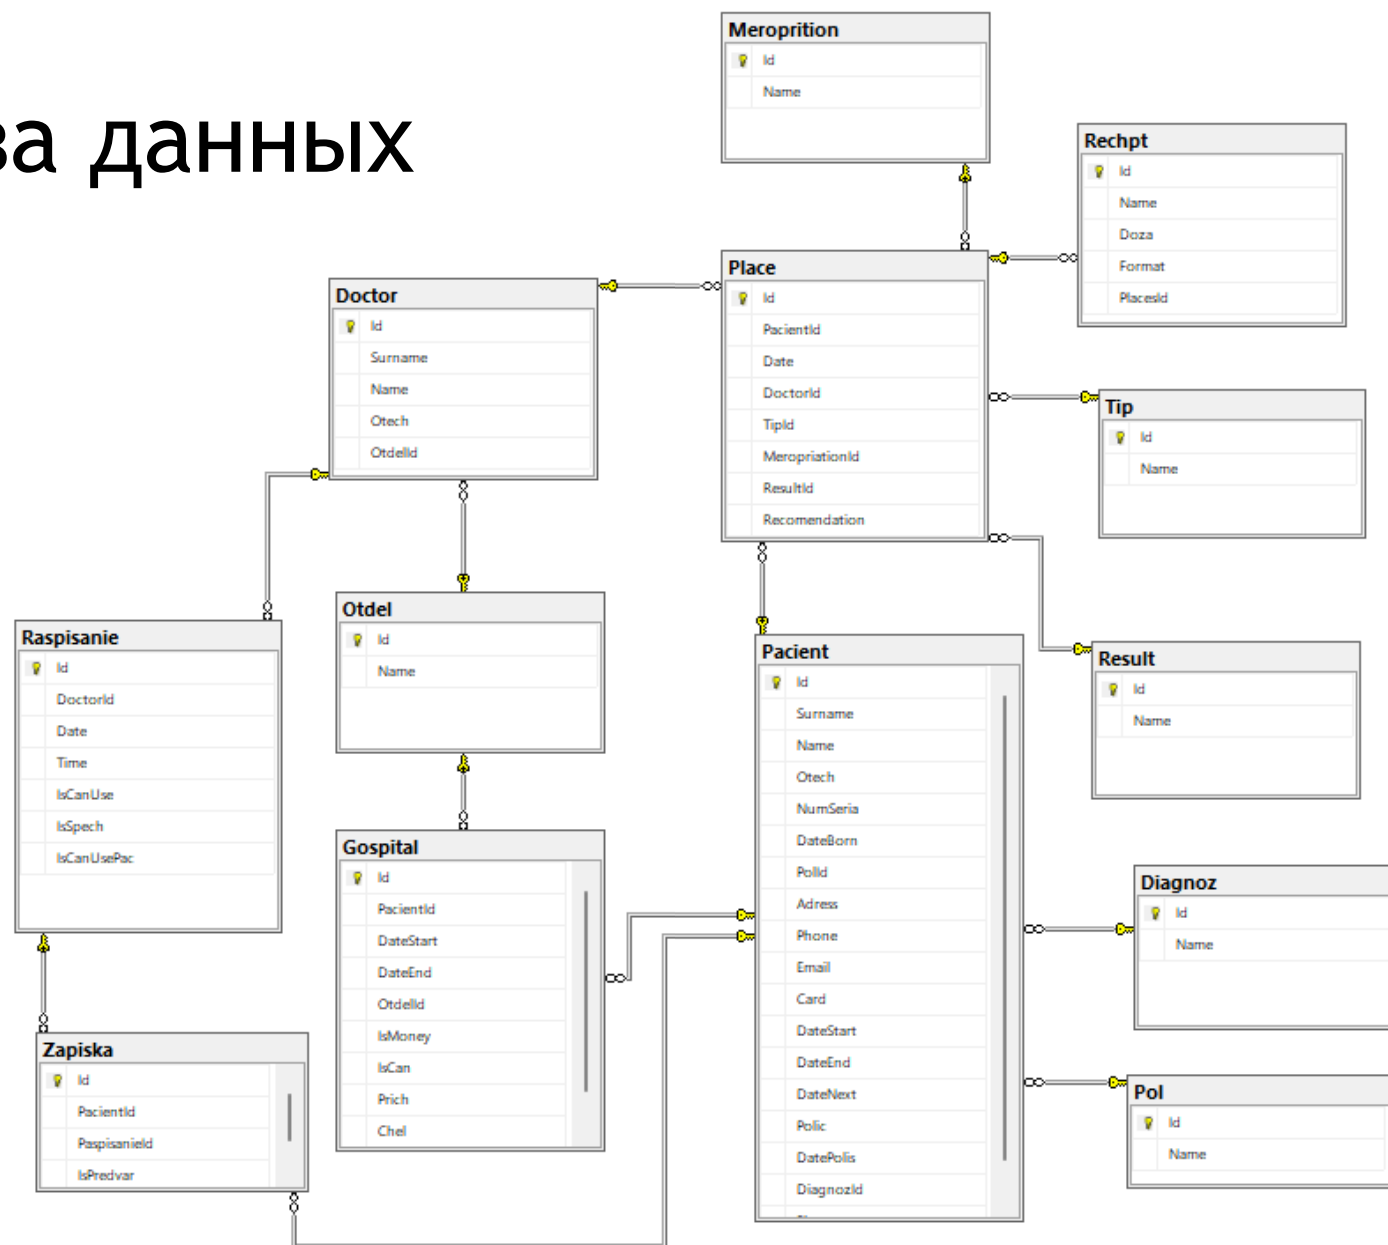 за данных
Meroprition
Id
Name
Rechpt
Id
Name
Doza
Format
PlacesId
Place
Id
PacientId
Date
DoctorId
TipId
MeropriationId
ResultId
Recomendation
Doctor
Id
Surname
Name
Otech
OtdelId
Tip
Id
Name
Otdel
Id
Name
Raspisanie
Id
DoctorId
Date
Time
IsCanUse
IsSpech
IsCanUsePac
Pacient
Id
Surname
Name
Otech
NumSeria
DateBorn
PolId
Adress
Phone
Email
Card
DateStart
DateEnd
DateNext
Polic
DatePolis
DiagnozId
Result
Id
Name
Gospital
Id
PacientId
DateStart
DateEnd
OtdelId
IsMoney
IsCan
Prich
Chel
Diagnoz
Id
Name
Zapiska
Id
PacientId
PaspisanieId
IsPredvar
Pol
Id
Name